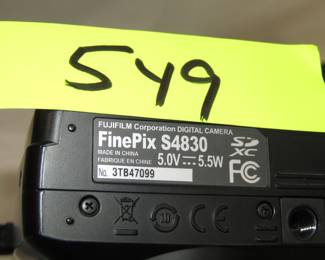 549
FUJIFILM Corporation DIGITAL CAMERA
FinePix S4830
MADE IN CHINA
FABRIQUE EN CHINE 5.0V⎓5.5W
No. 3TB47099
SD XC
FC
10